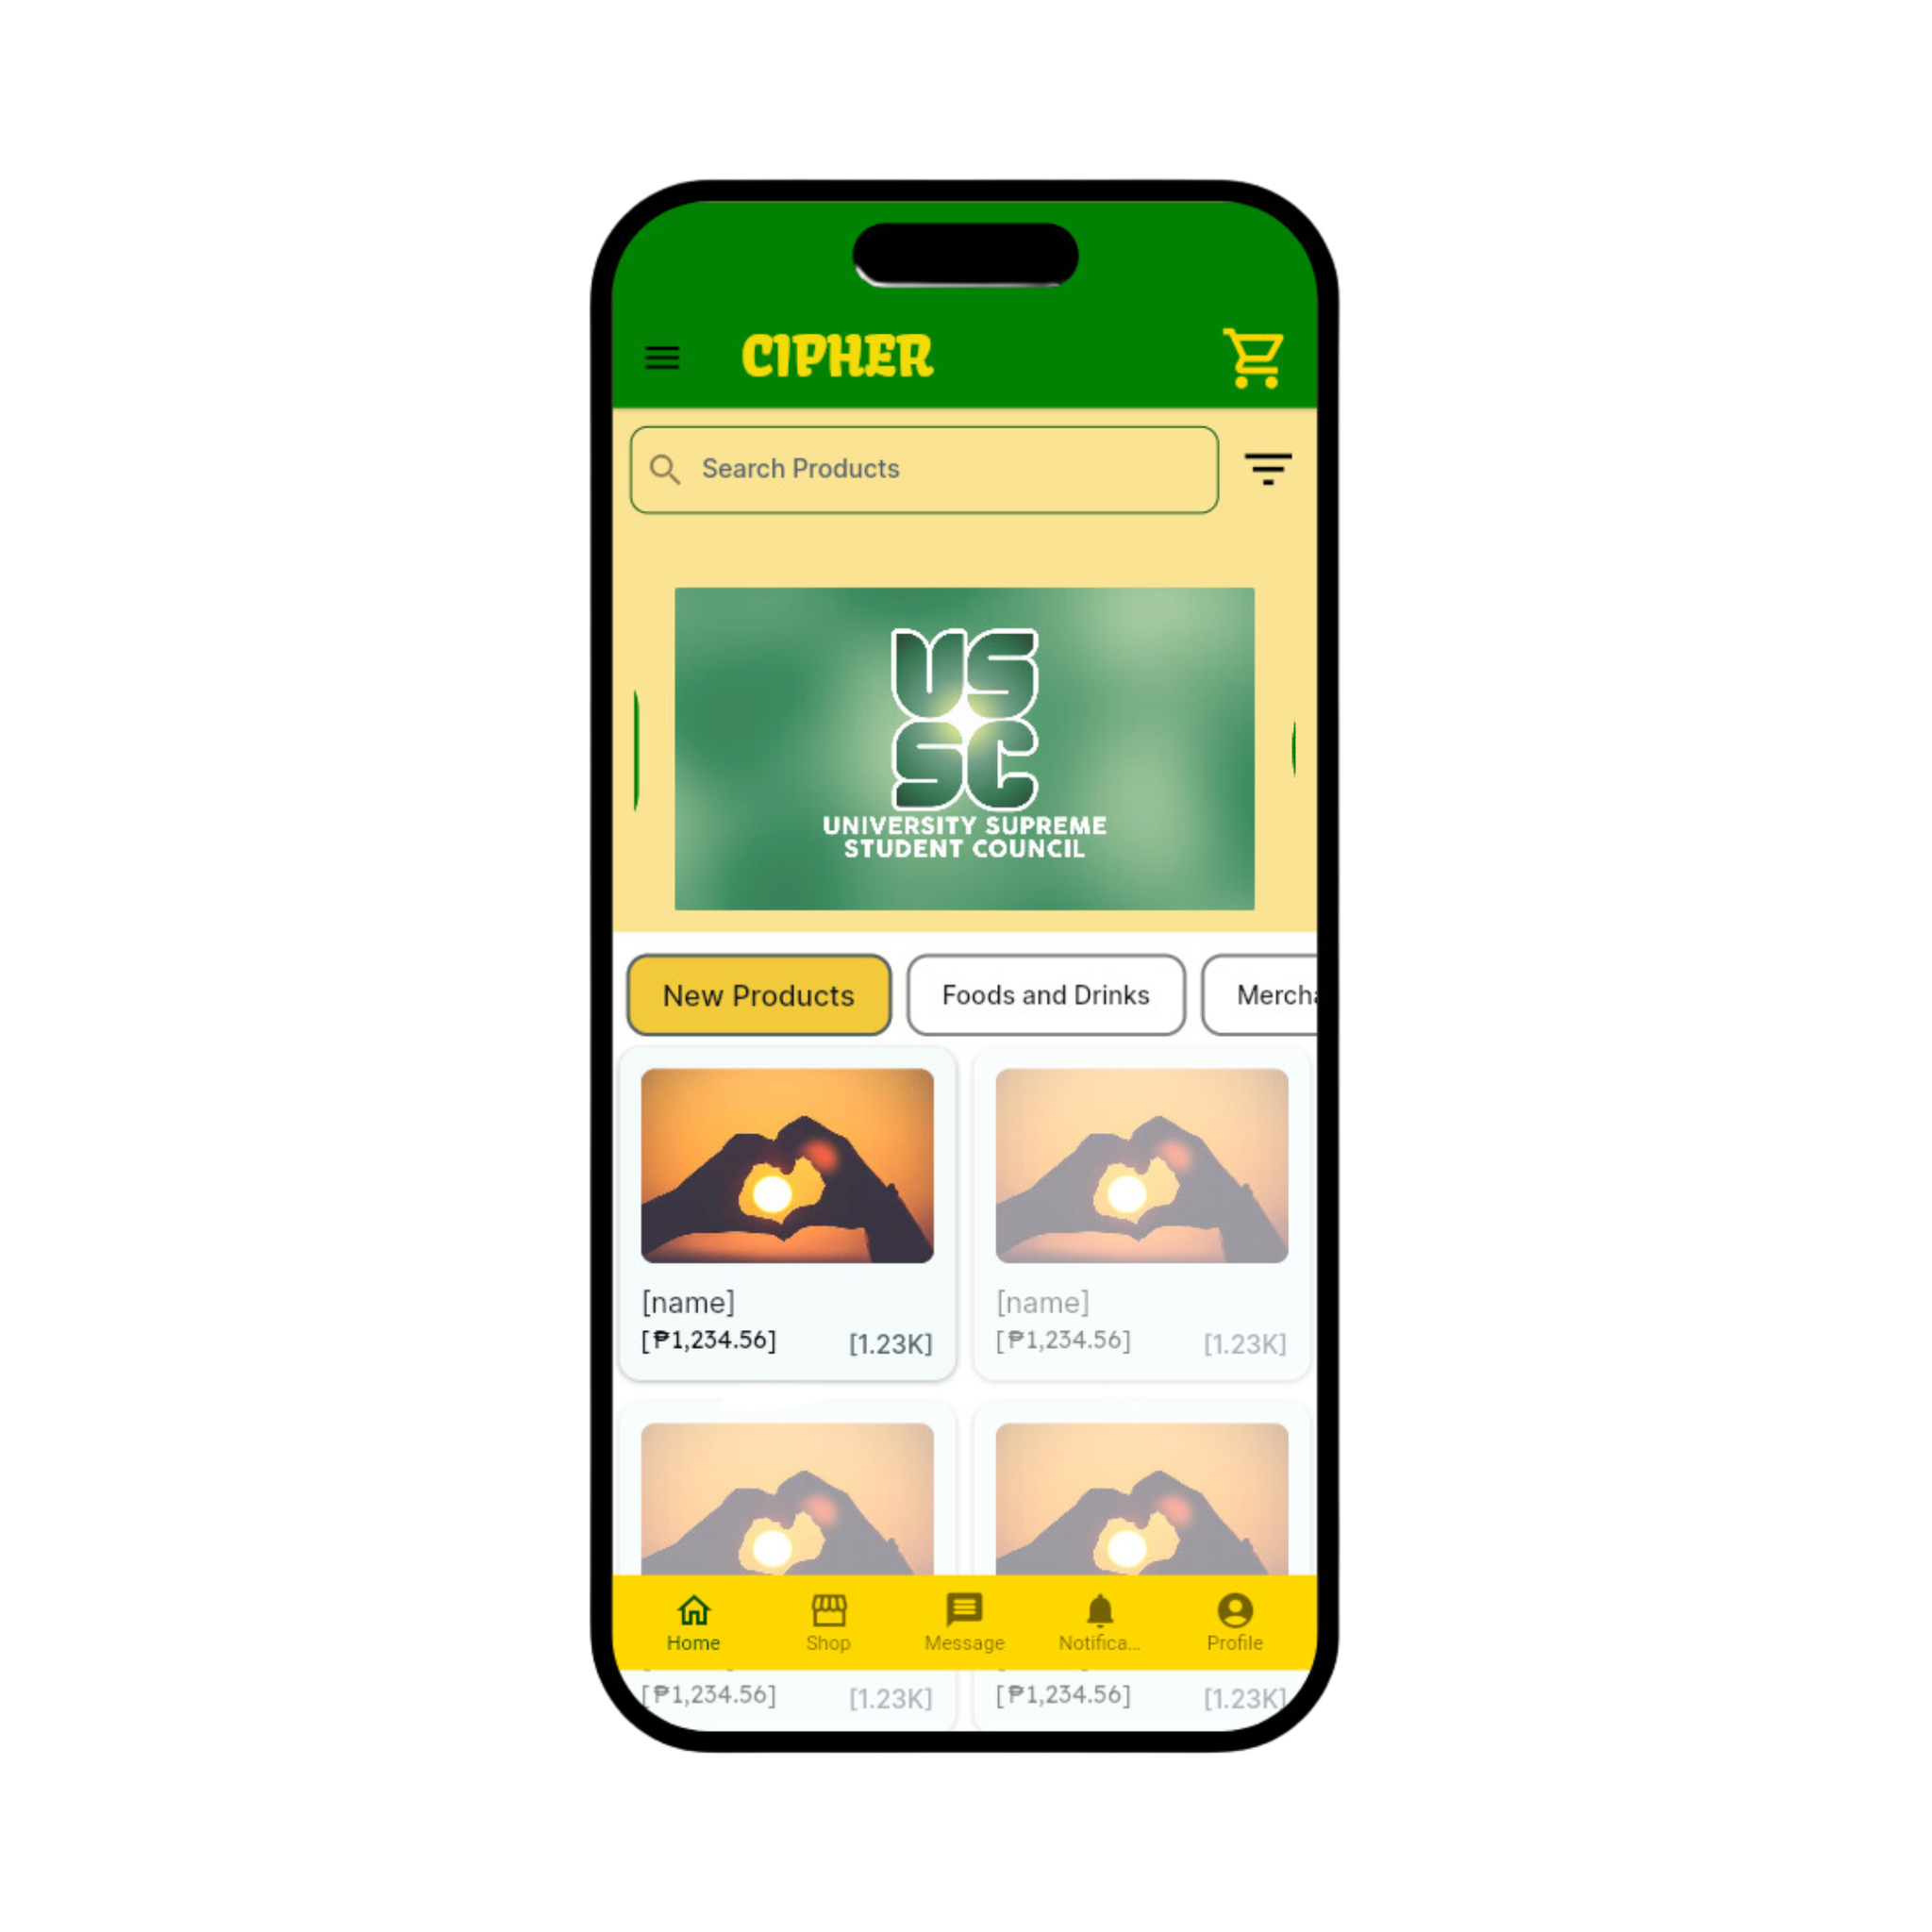 CIPHER
Search Products
US
SC
UNIVERSITY SUPREME
STUDENT COUNCIL
New Products
Foods and Drinks
Mercha
[name]
[₱1,234.56] [1.23K]
[name]
[₱1,234.56] [1.23K]
Home
Shop
Message
Notifica...
Profile
[₱1,234.56] [1.23K]
[₱1,234.56] [1.23K]